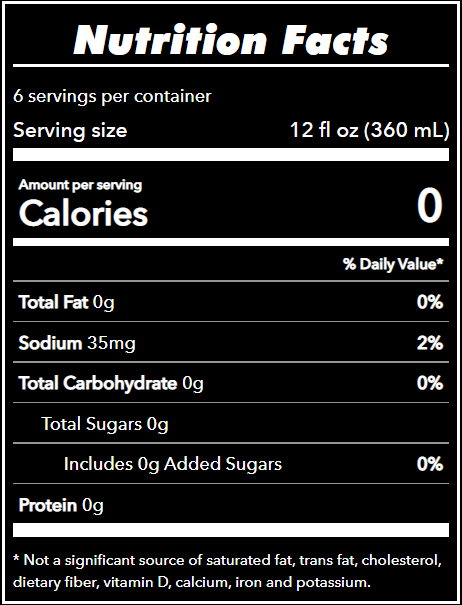 Nutrition Facts
6 servings per container
Serving size 12 fl oz (360 mL)
Amount per serving
Calories 0
% Daily Value*
Total Fat 0g 0%
Sodium 35mg 2%
Total Carbohydrate 0g 0%
Total Sugars 0g
Includes 0g Added Sugars 0%
Protein 0g
* Not a significant source of saturated fat, trans fat, cholesterol,
dietary fiber, vitamin D, calcium, iron and potassium.